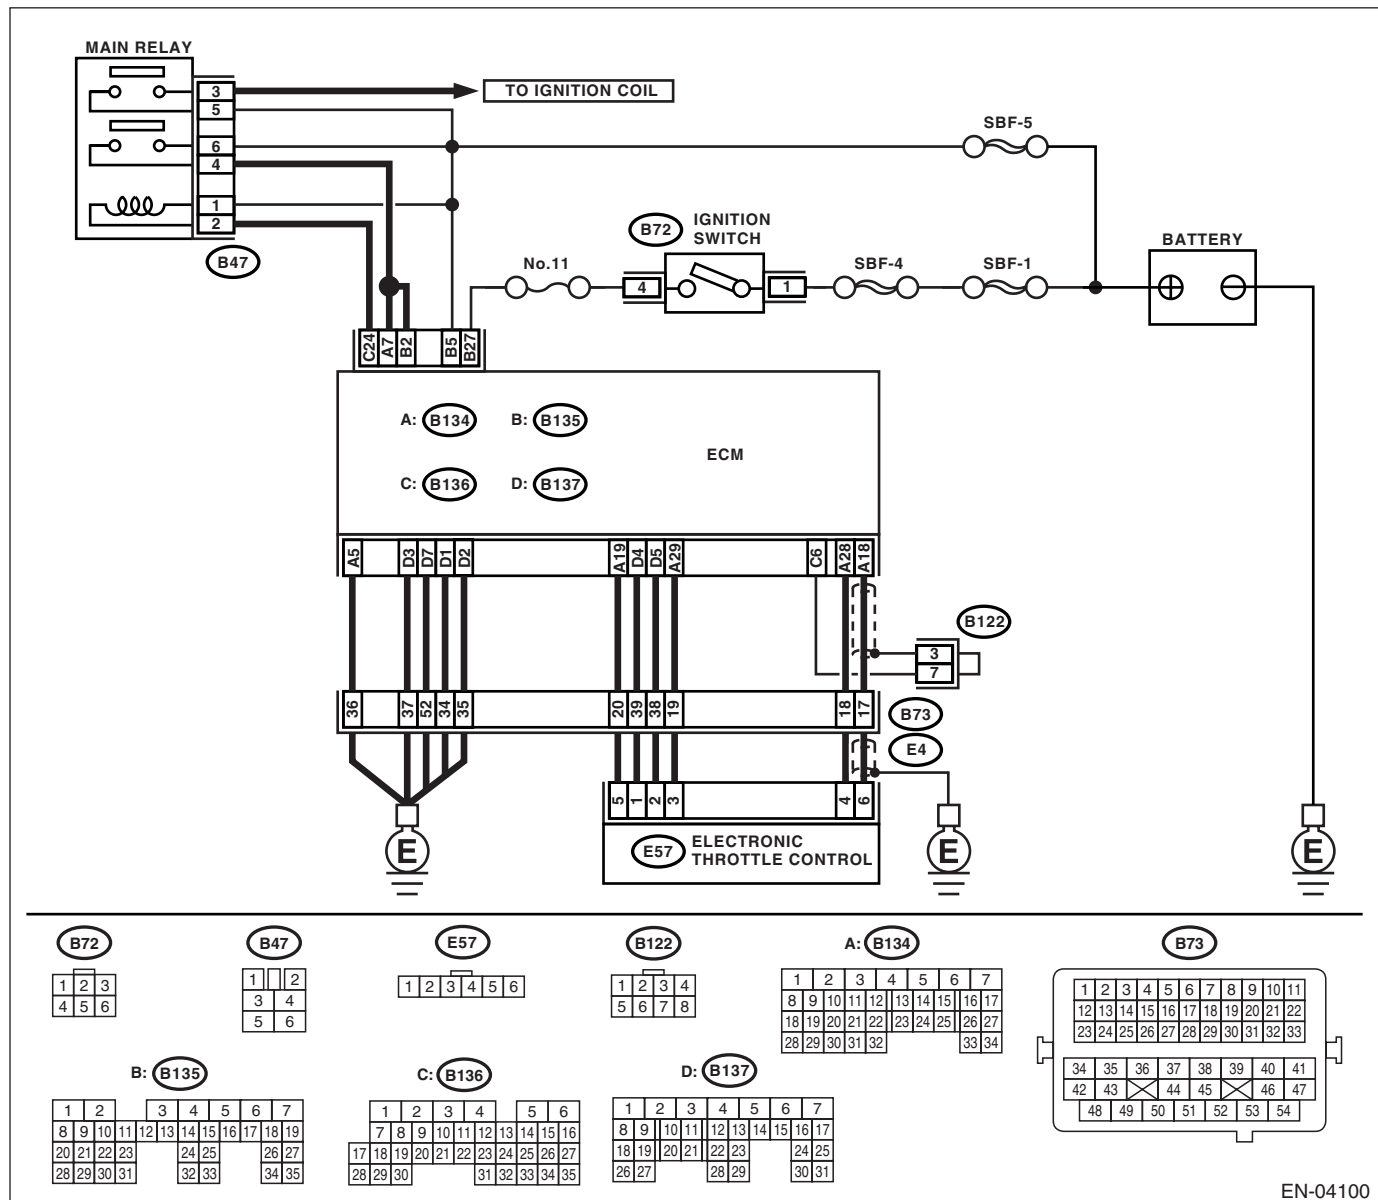 MAIN RELAY
3
TO IGNITION COIL
5
SBF-5
6
4
1
2
B47
B72
IGNITION
SWITCH
BATTERY
No.11
4
1
SBF-4
SBF-1
C24
A7
B2
B5
B27
A: B134
B: B135
ECM
C: B136
D: B137
A5
D3
D7
D1
D2
A19
D4
D5
A29
C6
A28
A18
B122
3
7
36
37
52
34
35
20
39
38
19
18
17
B73
E4
5
1
2
3
4
6
E57
ELECTRONIC
THROTTLE CONTROL
E
E
E
B72
1 2 3
4 5 6
B47
1 2
3 4
5 6
E57
1 2 3 4 5 6
B122
1 2 3 4
5 6 7 8
A: B134
1 2 3 4 5 6 7
8 9 10 11 12 13 14 15 16 17
18 19 20 21 22 23 24 25 26 27
28 29 30 31 32 33 34
B73
1 2 3 4 5 6 7 8 9 10 11
12 13 14 15 16 17 18 19 20 21 22
23 24 25 26 27 28 29 30 31 32 33
34 35 36 37 38 39 40 41
42 43 44 45 46 47
48 49 50 51 52 53 54
B: B135
1 2 3 4 5 6 7
8 9 10 11 12 13 14 15 16 17 18 19
20 21 22 23 24 25 26 27
28 29 30 31 32 33 34 35
C: B136
1 2 3 4 5 6
7 8 9 10 11 12 13 14 15 16
17 18 19 20 21 22 23 24 25 26 27
28 29 30 31 32 33 34 35
D: B137
1 2 3 4 5 6 7
8 9 10 11 12 13 14 15 16 17
18 19 20 21 22 23 24 25
26 27 28 29 30 31
EN-04100